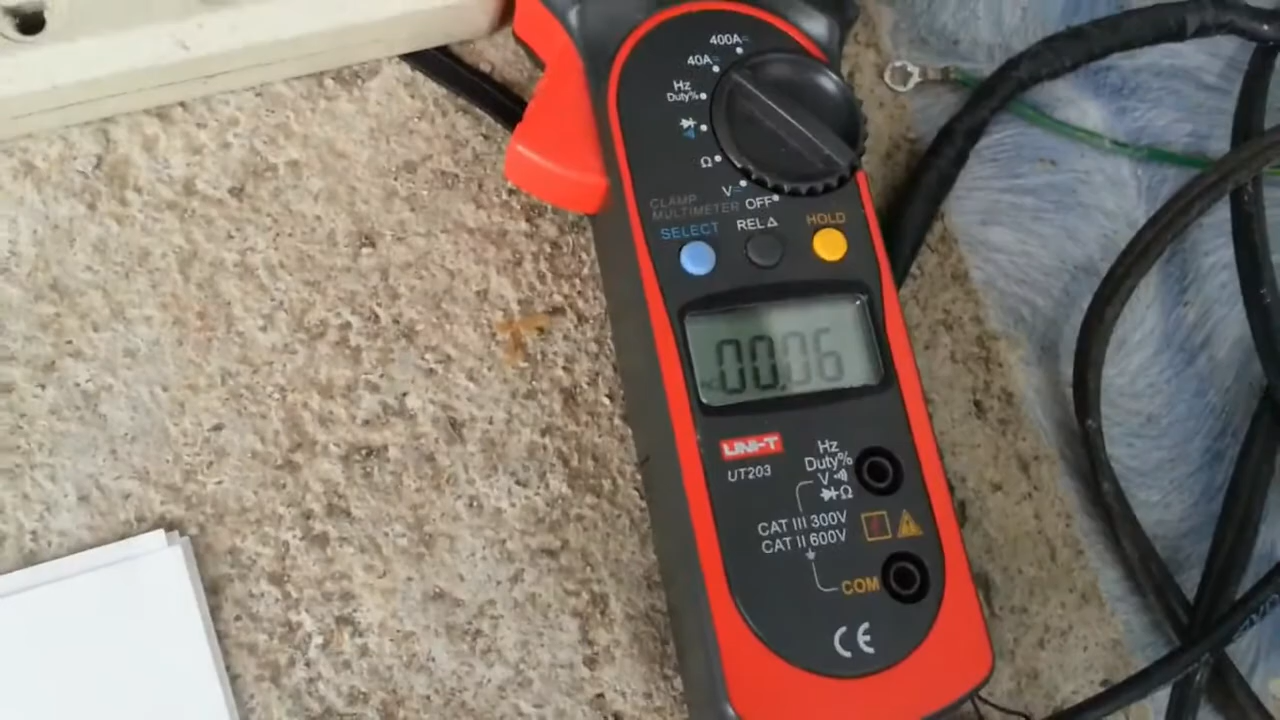 400A
40A
Hz
Duty%
Ω
V
OFF
CLAMP
MULTIMETER
SELECT
REL Δ
HOLD
00.06
UNI-T
UT203
Hz
Duty%
V
Ω
CAT III 300V
CAT II 600V
COM
CE